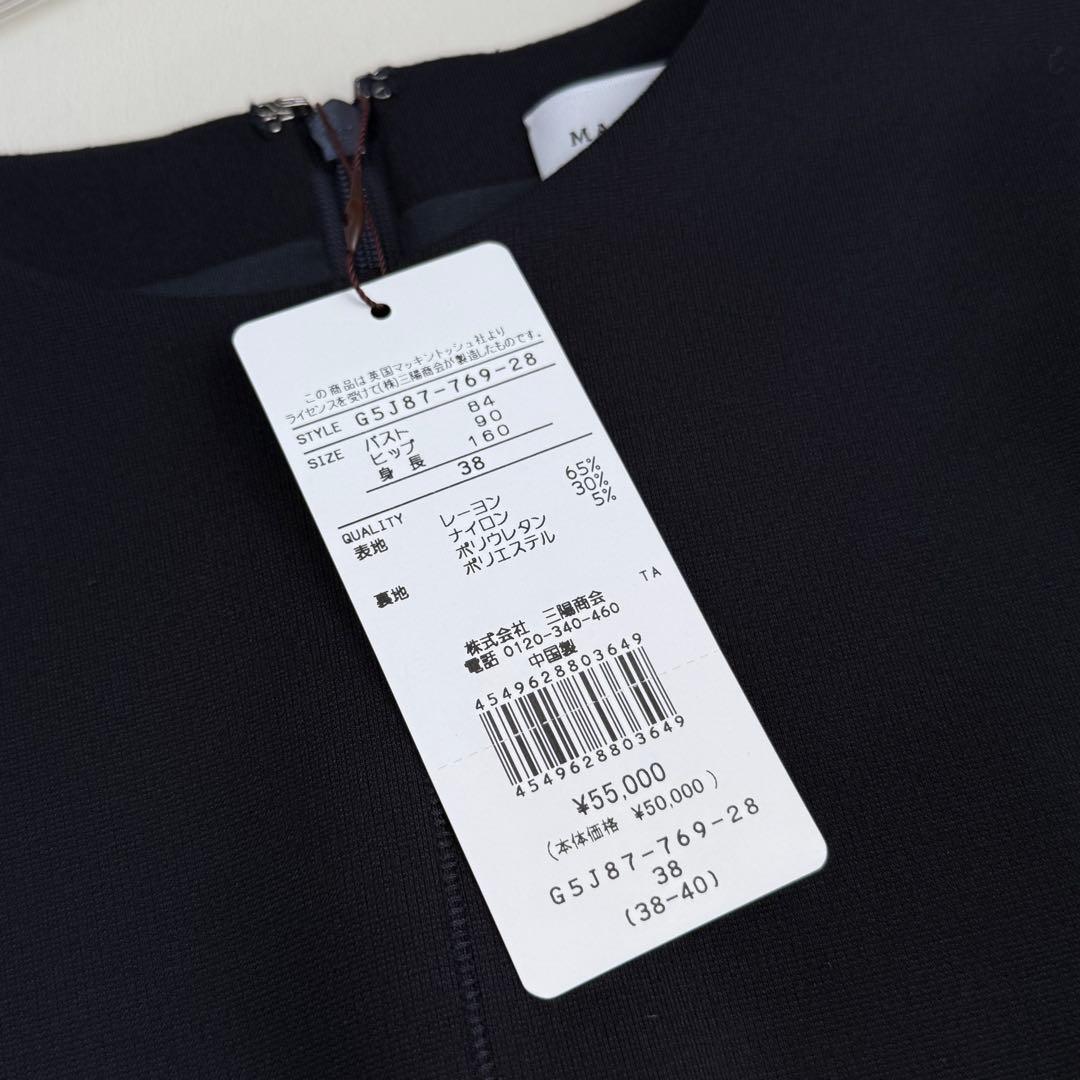 MA
この商品は英国マッキントッシュ社より
ライセンスを受けて(株)三陽商会が製造したものです。
STYLE G5J87-769-28
SIZE バスト 84
ヒップ 90
身長 160
38
QUALITY
表地 レーヨン 65%
ナイロン 30%
ポリウレタン 5%
裏地 ポリエステル
TA
株式会社 三陽商会
電話 0120-340-460
中国製
4549628803649
4549628803649
¥55,000
(本体価格 ¥50,000)
G5J87-769-28
38
(38-40)